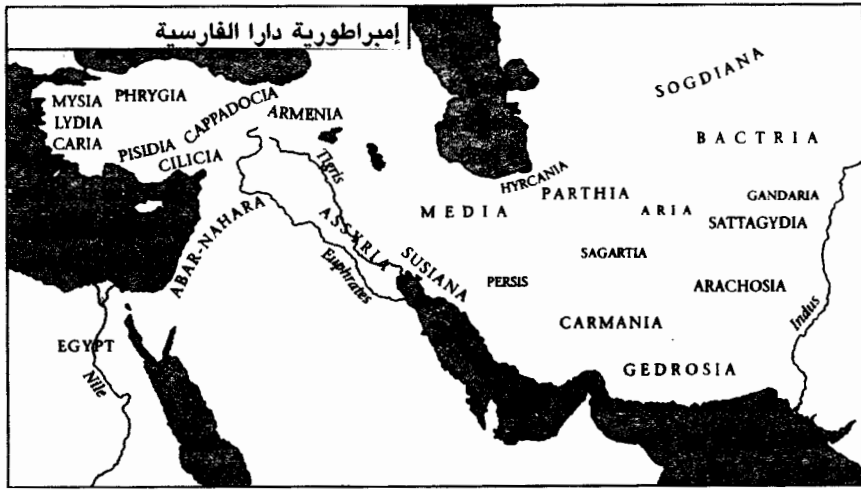 إمبراطورية دارا الفارسية
SOGDIANA
MYSIA
PHRYGIA
LYDIA
CAPPADOCIA
ARMENIA
CARIA
PISIDIA
CILICIA
BACTRIA
Tigris
HYRCANIA
PARTHIA
GANDARIA
MEDIA
ARIA
SATTAGYDIA
ABAR-NAHARA
ASSYRIA
SUSIANA
SAGARTIA
Euphrates
PERSIS
ARACHOSIA
Indus
CARMANIA
EGYPT
GEDROSIA
Nile